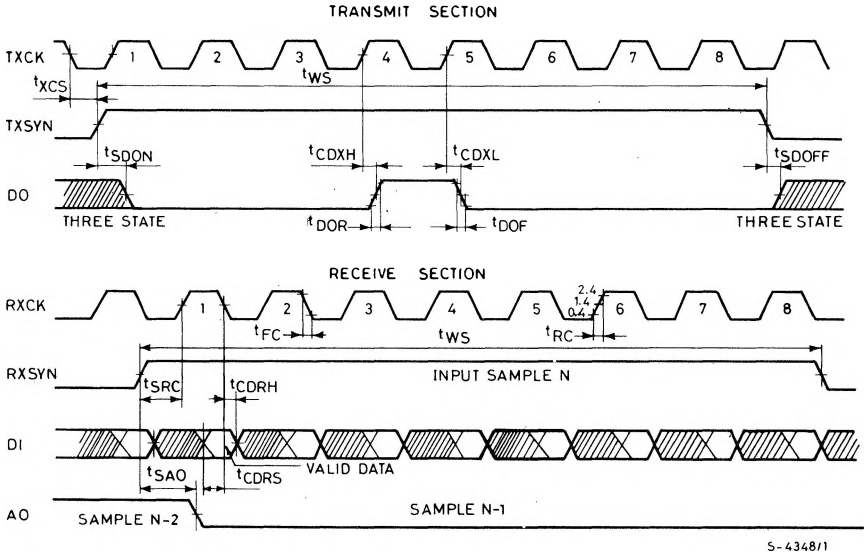 TRANSMIT SECTION
TXCK 1 2 3 4 5 6 7 8
tXCS tWS
TXSYN
tSDON tCDXH tCDXL tSDOFF
DO
THREE STATE tDOR tDOF THREE STATE
RECEIVE SECTION
RXCK 1 2 3 4 5 2.4 1.4 0.4 6 7 8
tFC tWS tRC
RXSYN INPUT SAMPLE N
tSRC tCDRH
DI
tSAO tCDRS VALID DATA
AO SAMPLE N-2 SAMPLE N-1
S-4348/1